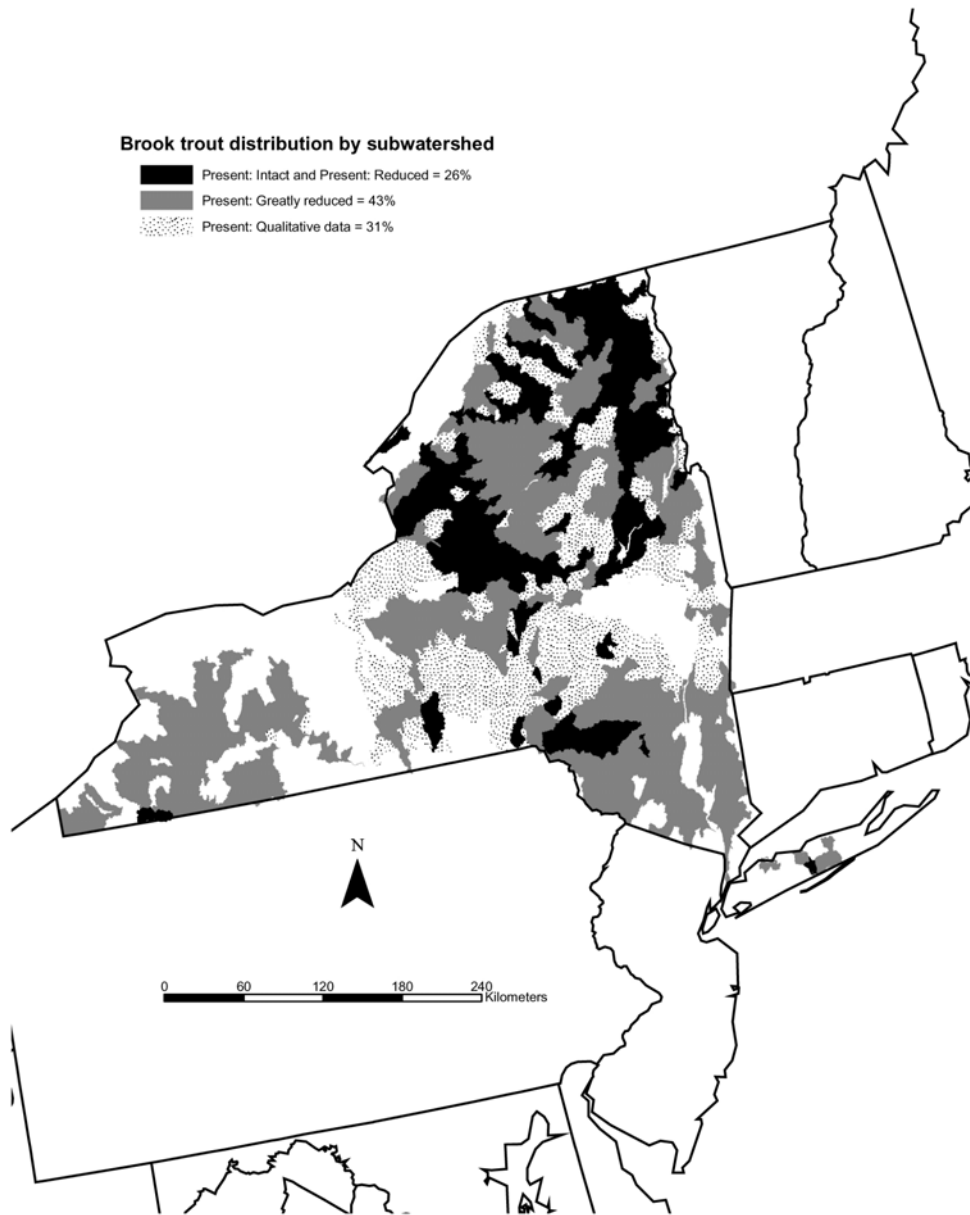 Brook trout distribution by subwatershed
Present: Intact and Present: Reduced = 26%
Present: Greatly reduced = 43%
Present: Qualitative data = 31%
N
0 60 120 180 240
Kilometers